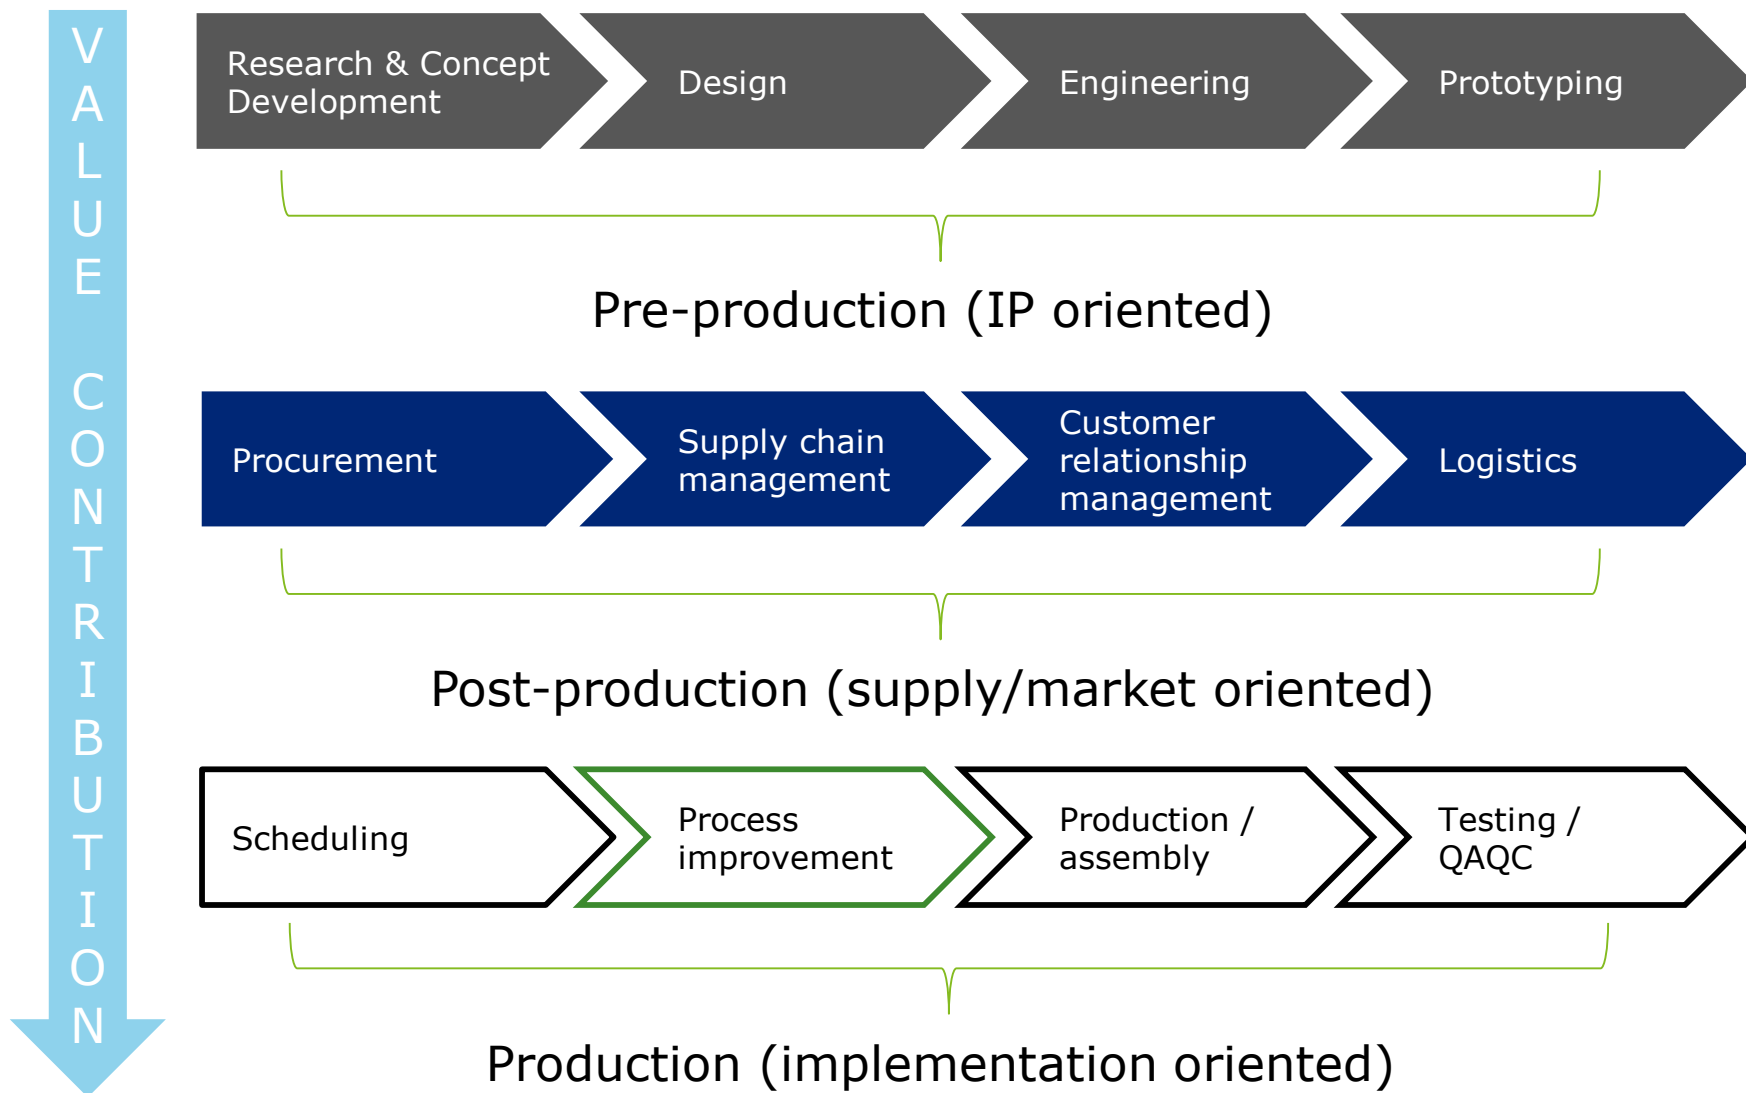 VALUE CONTRIBUTION
Research & Concept
Development
Design
Engineering
Prototyping
Pre-production (IP oriented)
Procurement
Supply chain
management
Customer
relationship
management
Logistics
Post-production (supply/market oriented)
Scheduling
Process
improvement
Production /
assembly
Testing /
QAQC
Production (implementation oriented)